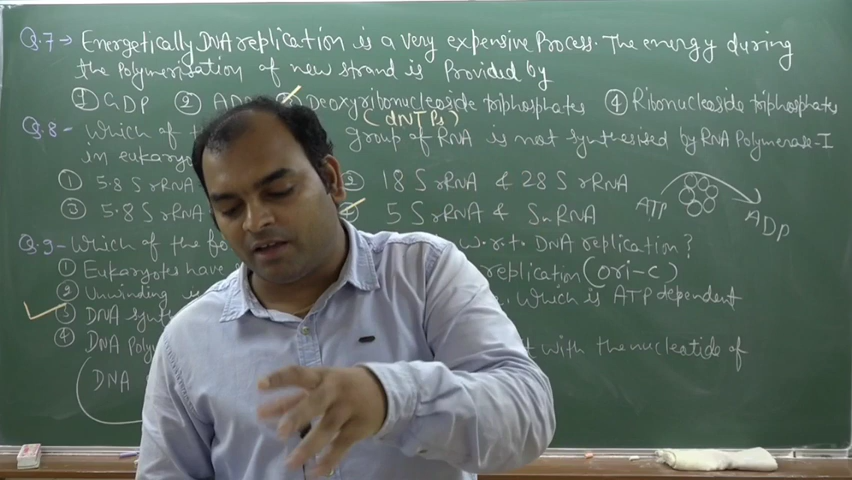 Q.7→ Energetically DNA replication is a very expensive process. The energy during
the polymerisation of new strand is provided by
① GDP ② AD Deoxyribonucleoside triphosphates ④ Ribonucleoside triphosphates
(dNTPs)
Q.8- Which of group of RNA is not synthesised by RNA Polymerase-I
in eukaryo
① 5.8 S rRNA ② 18 S rRNA & 28 S rRNA
③ 5.8 S rRNA 5 S rRNA & SnRNA
ATP ADP
Q.9- Which of the w.r.to DNA replication?
① Eukaryotes have replication (ori-c)
② Unwinding is which is ATP dependent
③ DNA synt
④ DNA Poly with the nucleotide of
DNA